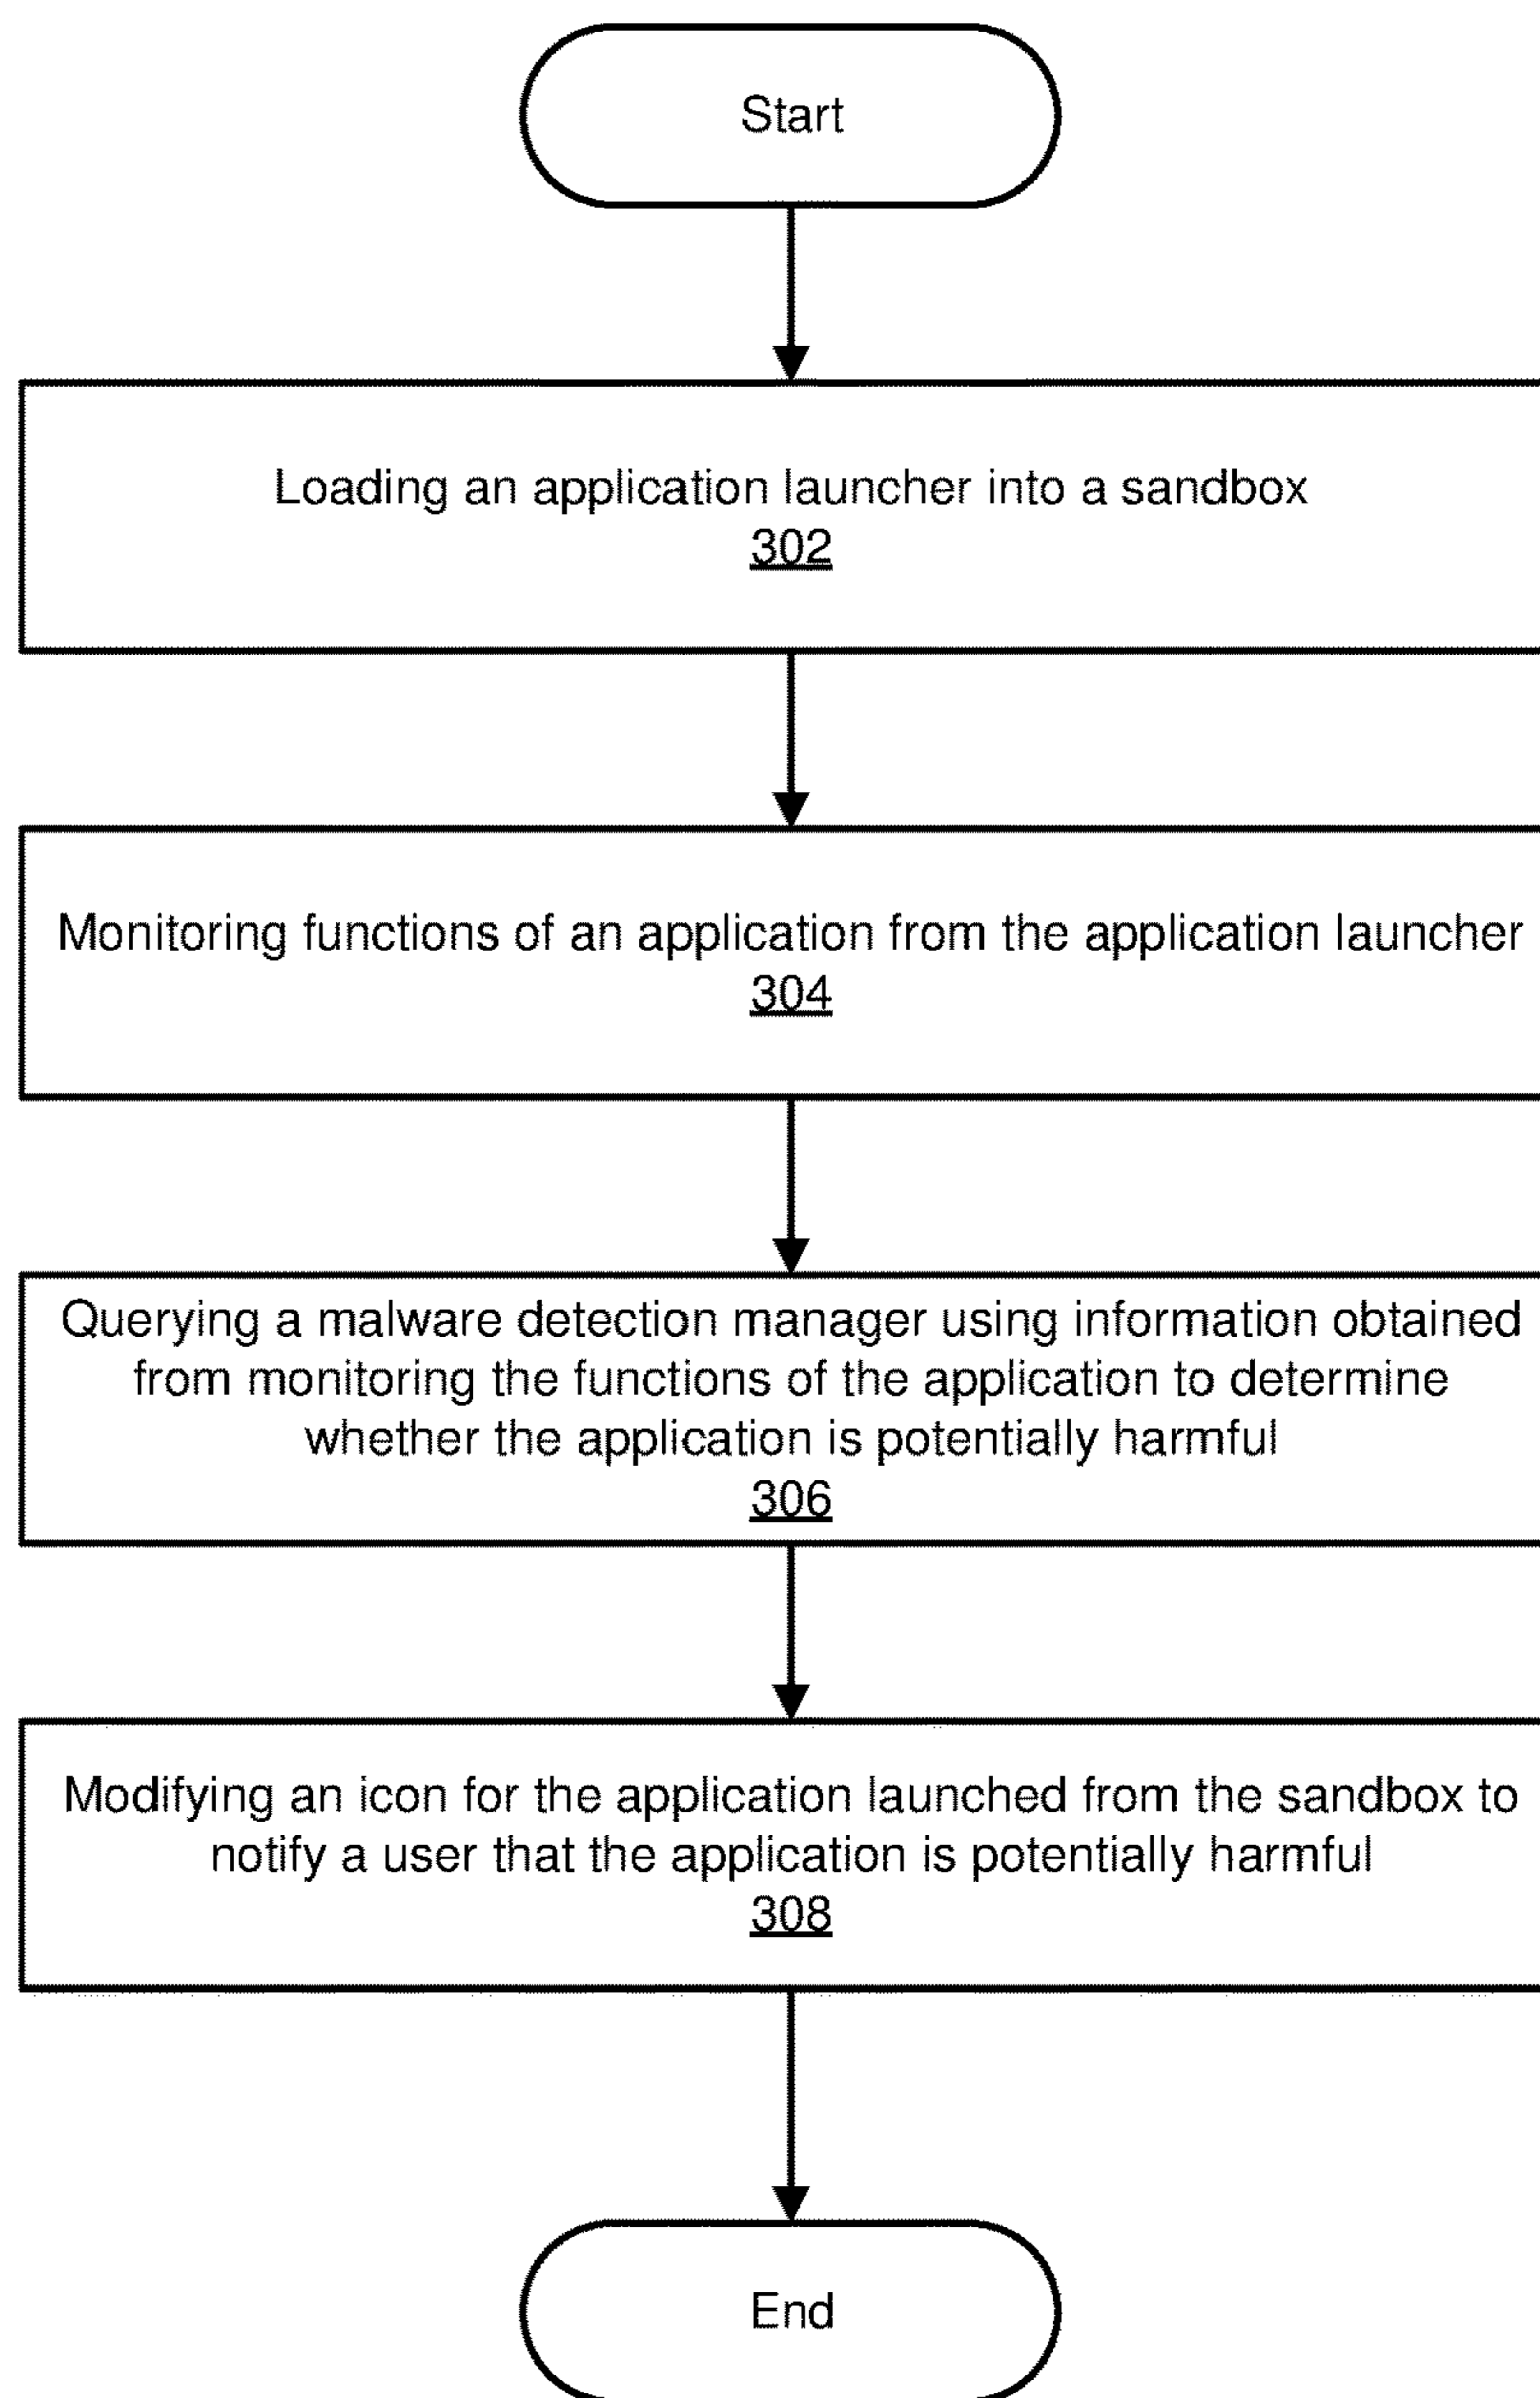 Start
Loading an application launcher into a sandbox
302
Monitoring functions of an application from the application launcher
304
Querying a malware detection manager using information obtained
from monitoring the functions of the application to determine
whether the application is potentially harmful
306
Modifying an icon for the application launched from the sandbox to
notify a user that the application is potentially harmful
308
End